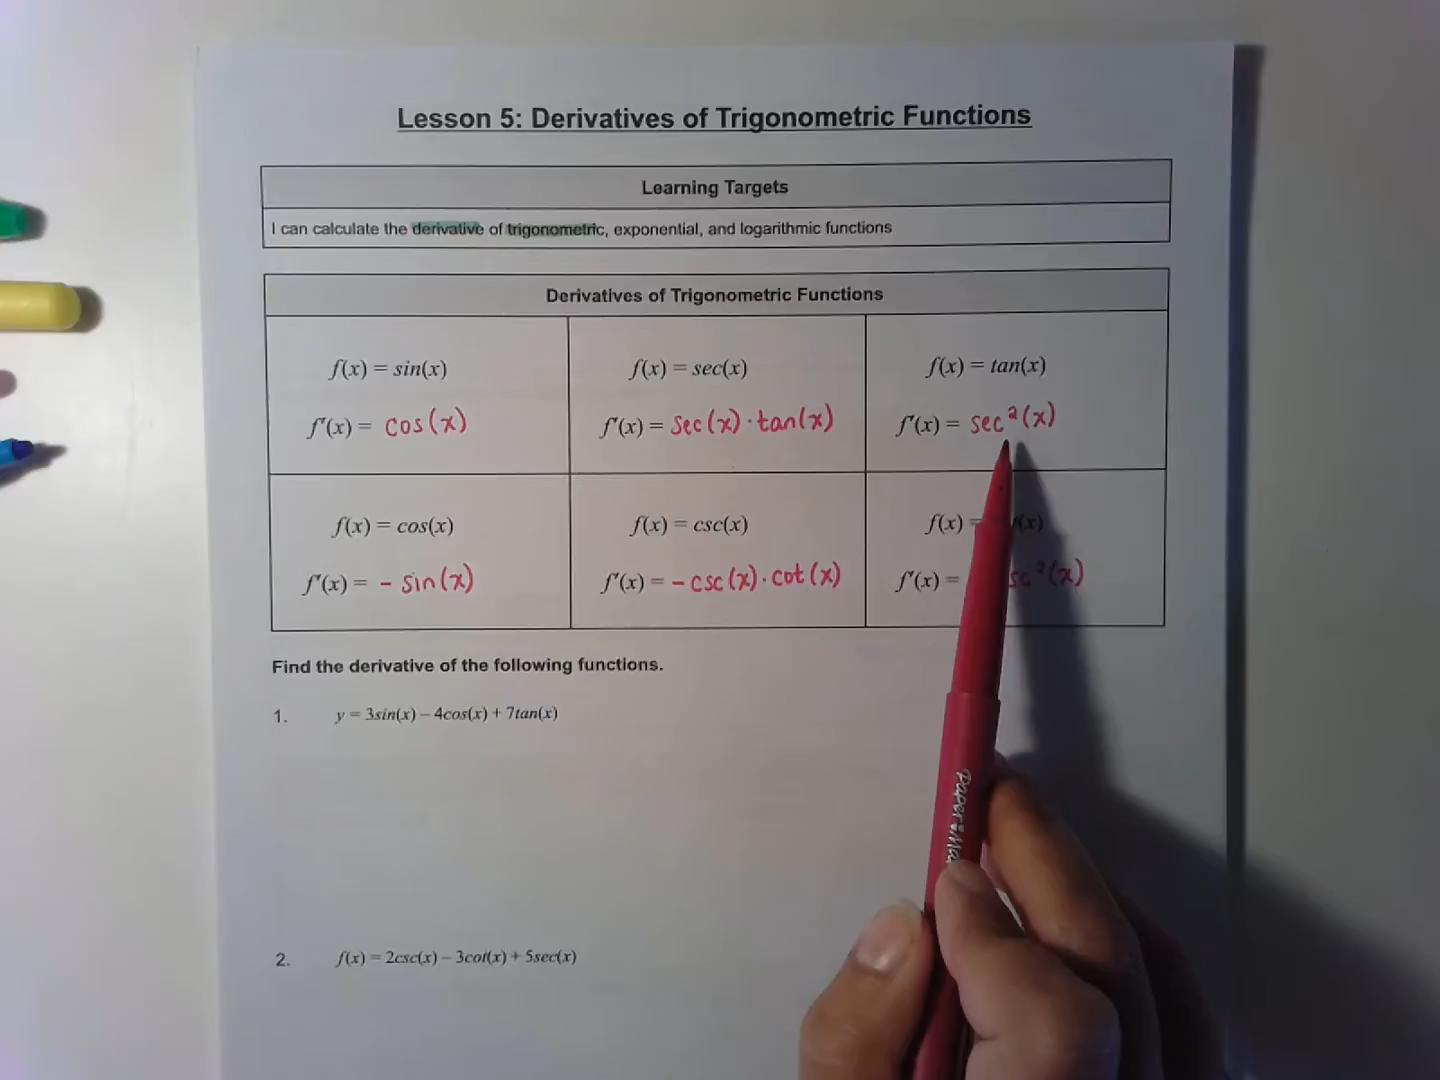 Lesson 5: Derivatives of Trigonometric Functions
Learning Targets
I can calculate the derivative of trigonometric, exponential, and logarithmic functions
Derivatives of Trigonometric Functions
f(x) = sin(x)
f'(x) = cos(x)
f(x) = sec(x)
f'(x) = sec(x) · tan(x)
f(x) = tan(x)
f'(x) = sec²(x)
f(x) = cos(x)
f'(x) = - sin(x)
f(x) = csc(x)
f'(x) = - csc(x) · cot(x)
f(x) =
f'(x) =
Find the derivative of the following functions.
1. y = 3sin(x) – 4cos(x) + 7tan(x)
2. f(x) = 2csc(x) – 3cot(x) + 5sec(x)